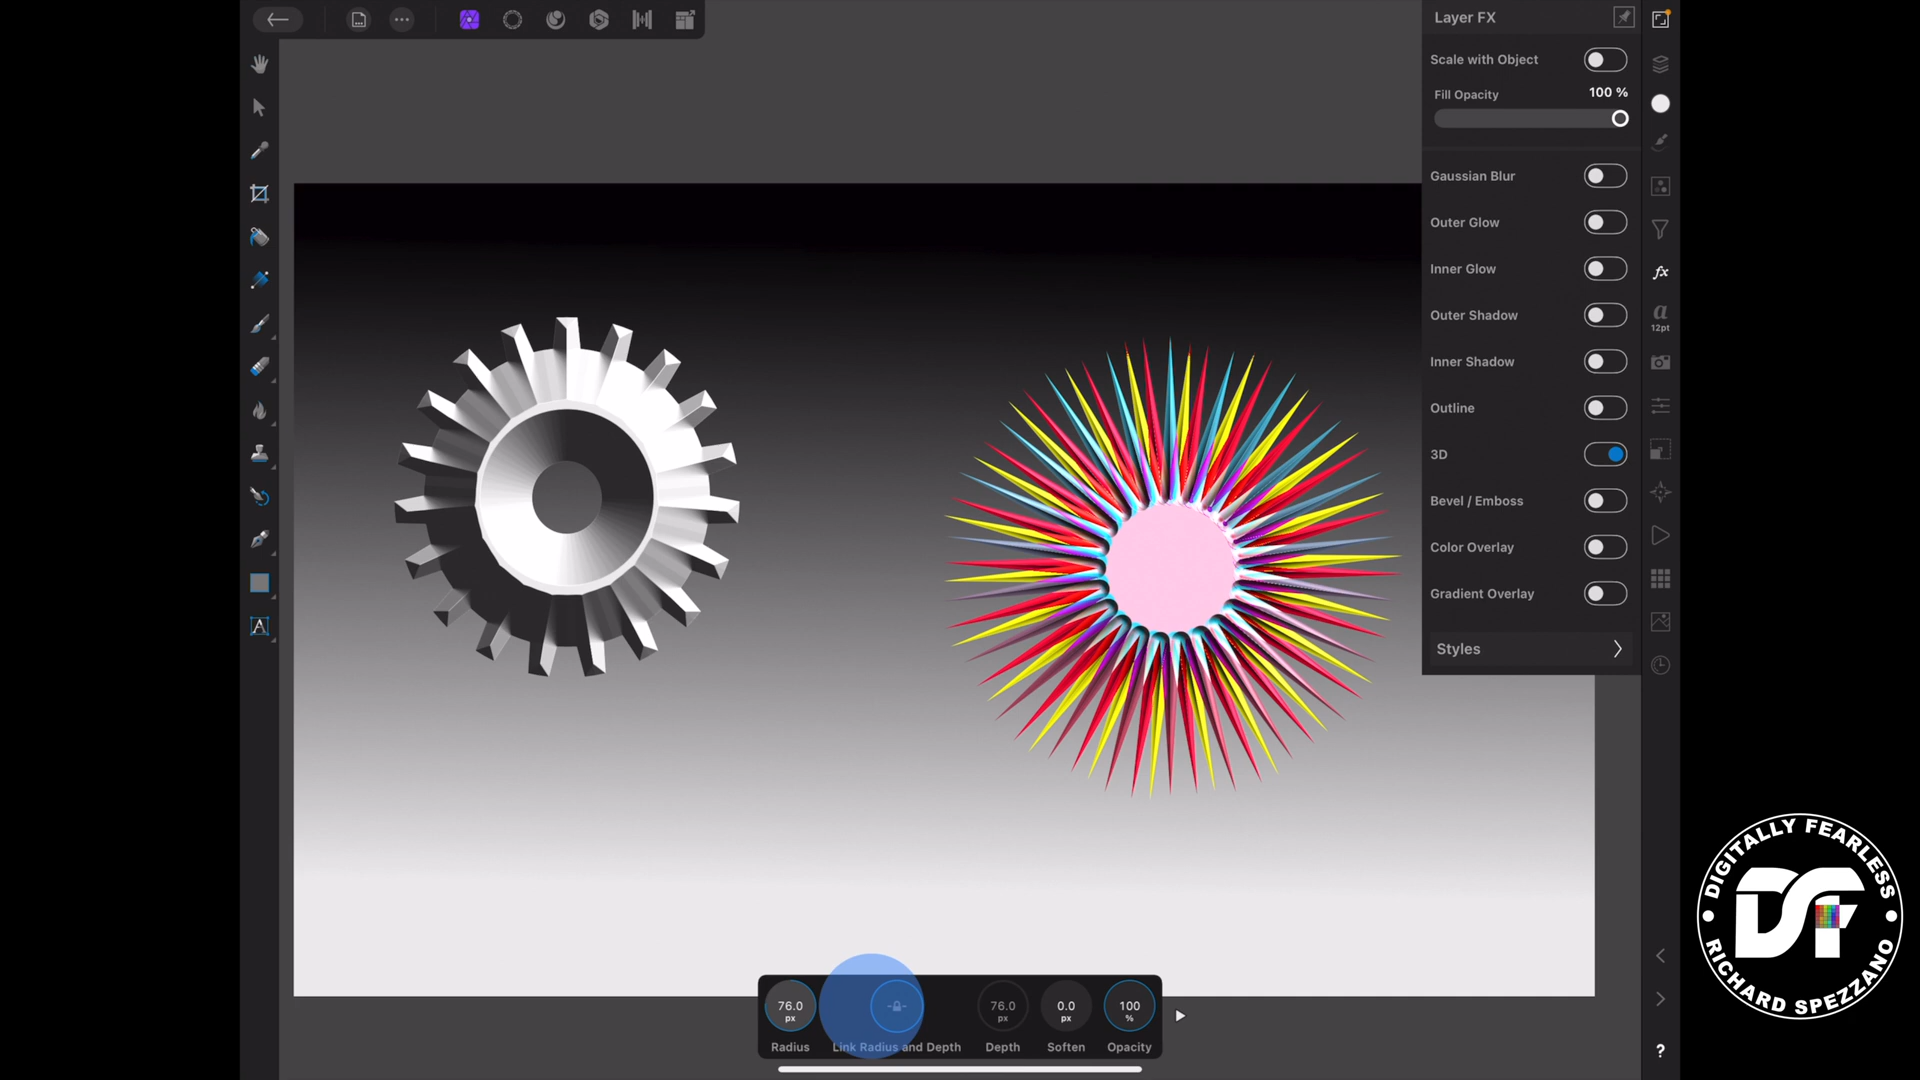 Layer FX
Scale with Object
Fill Opacity 100 %
Gaussian Blur
Outer Glow
Inner Glow
Outer Shadow
Inner Shadow
Outline
3D
Bevel / Emboss
Color Overlay
Gradient Overlay
Styles
a
12pt
fx
A
76.0 px
76.0 px
0.0 px
100 %
Radius
Link Radius and Depth
Depth
Soften
Opacity
?
DIGITALLY FEARLESS
DF
RICHARD SPEZZANO